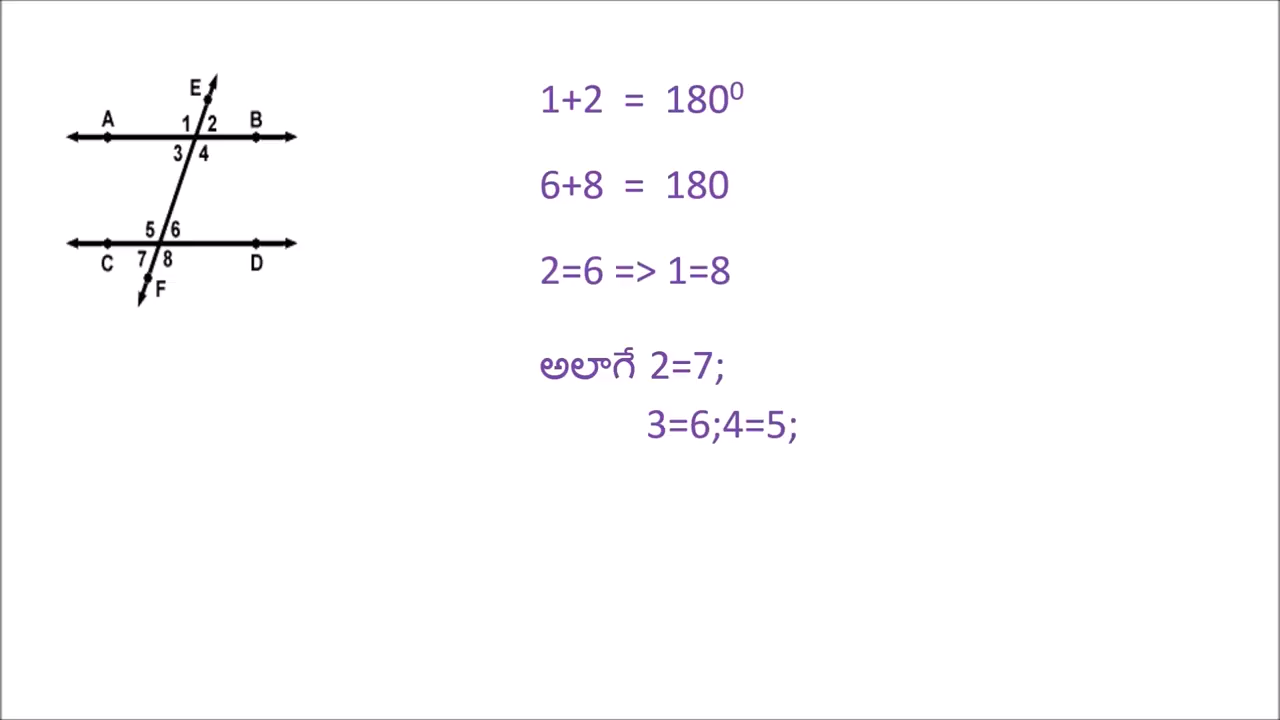 E
A
1 2
B
3 4
5 6
C
7 8
D
F
1+2 = 180⁰
6+8 = 180
2=6 => 1=8
అలాగే 2=7;
3=6;4=5;